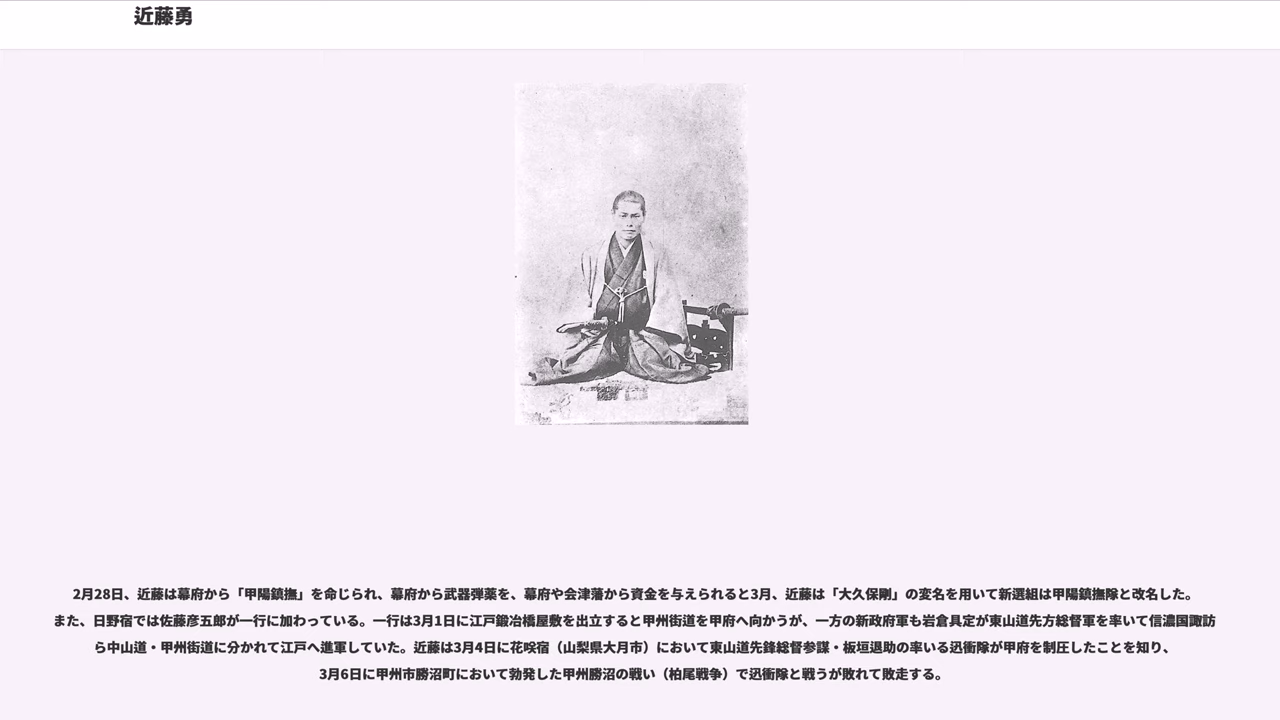 近藤勇
2月28日、近藤は幕府から「甲陽鎮撫」を命じられ、幕府から武器弾薬を、幕府や会津藩から資金を与えられると3月、近藤は「大久保剛」の変名を用いて新選組は甲陽鎮撫隊と改名した。
また、日野宿では佐藤彦五郎が一行に加わっている。一行は3月1日に江戸鍛冶橋屋敷を出立すると甲州街道を甲府へ向かうが、一方の新政府軍も岩倉具定が東山道先方総督軍を率いて信濃国諏訪
ら中山道・甲州街道に分かれて江戸へ進軍していた。近藤は3月4日に花咲宿（山梨県大月市）において東山道先鋒総督参謀・板垣退助の率いる迅衝隊が甲府を制圧したことを知り、
3月6日に甲州市勝沼町において勃発した甲州勝沼の戦い（柏尾戦争）で迅衝隊と戦うが敗れて敗走する。